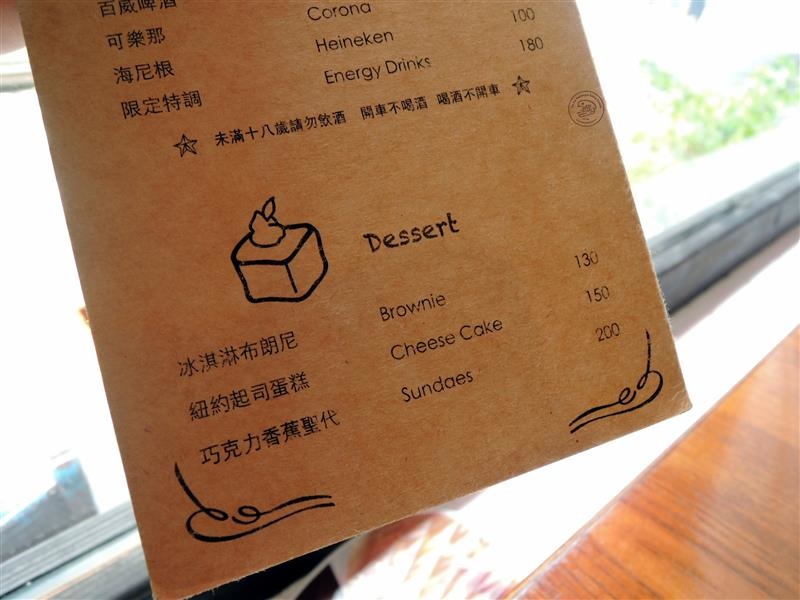 百威啤酒
可樂那 Corona
海尼根 Heineken 100
限定特調 Energy Drinks 180
未滿十八歲請勿飲酒 開車不喝酒 喝酒不開車
Dessert
冰淇淋布朗尼 Brownie 130
紐約起司蛋糕 Cheese Cake 150
巧克力香蕉聖代 Sundaes 200